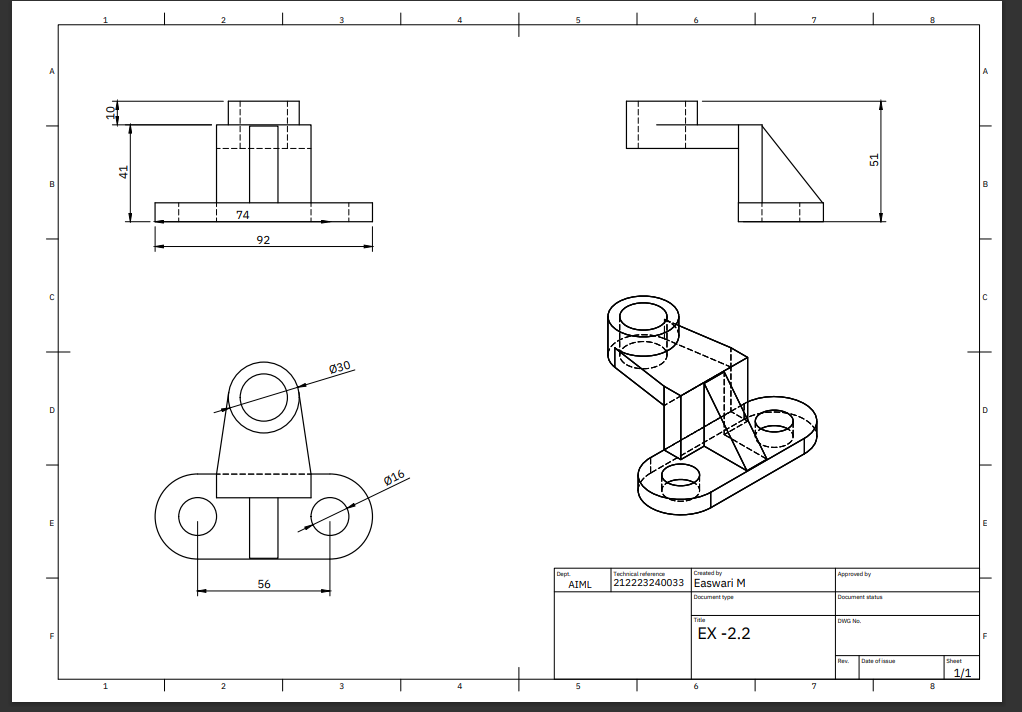 1 2 3 4 5 6 7 8
A A
10
41
51
B B
74
92
C C
Ø30
D D
Ø16
E E
56
Dept. Technical reference Created by Approved by
AIML 212223240033 Easwari M
Document type Document status
Title DWG No.
EX -2.2
F F
Rev. Date of issue Sheet
1/1
1 2 3 4 5 6 7 8